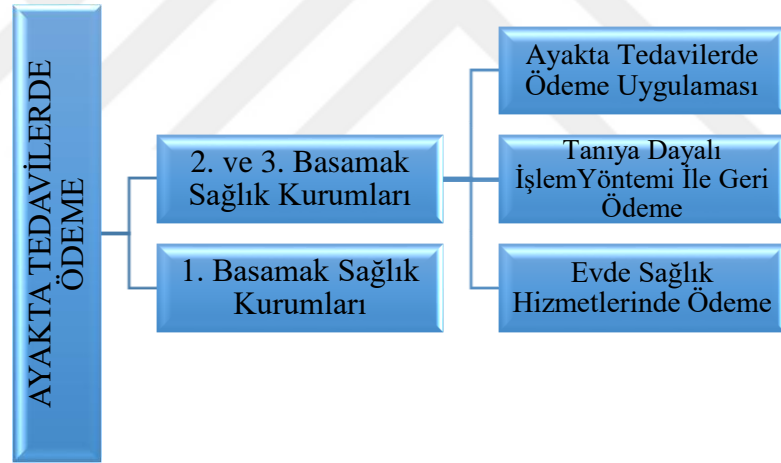 AYAKTA TEDAVİLERDE
ÖDEME
2. ve 3. Basamak
Sağlık Kurumları
1. Basamak Sağlık
Kurumları
Ayakta Tedavilerde
Ödeme Uygulaması
Tanıya Dayalı
İşlemYöntemi İle Geri
Ödeme
Evde Sağlık
Hizmetlerinde Ödeme